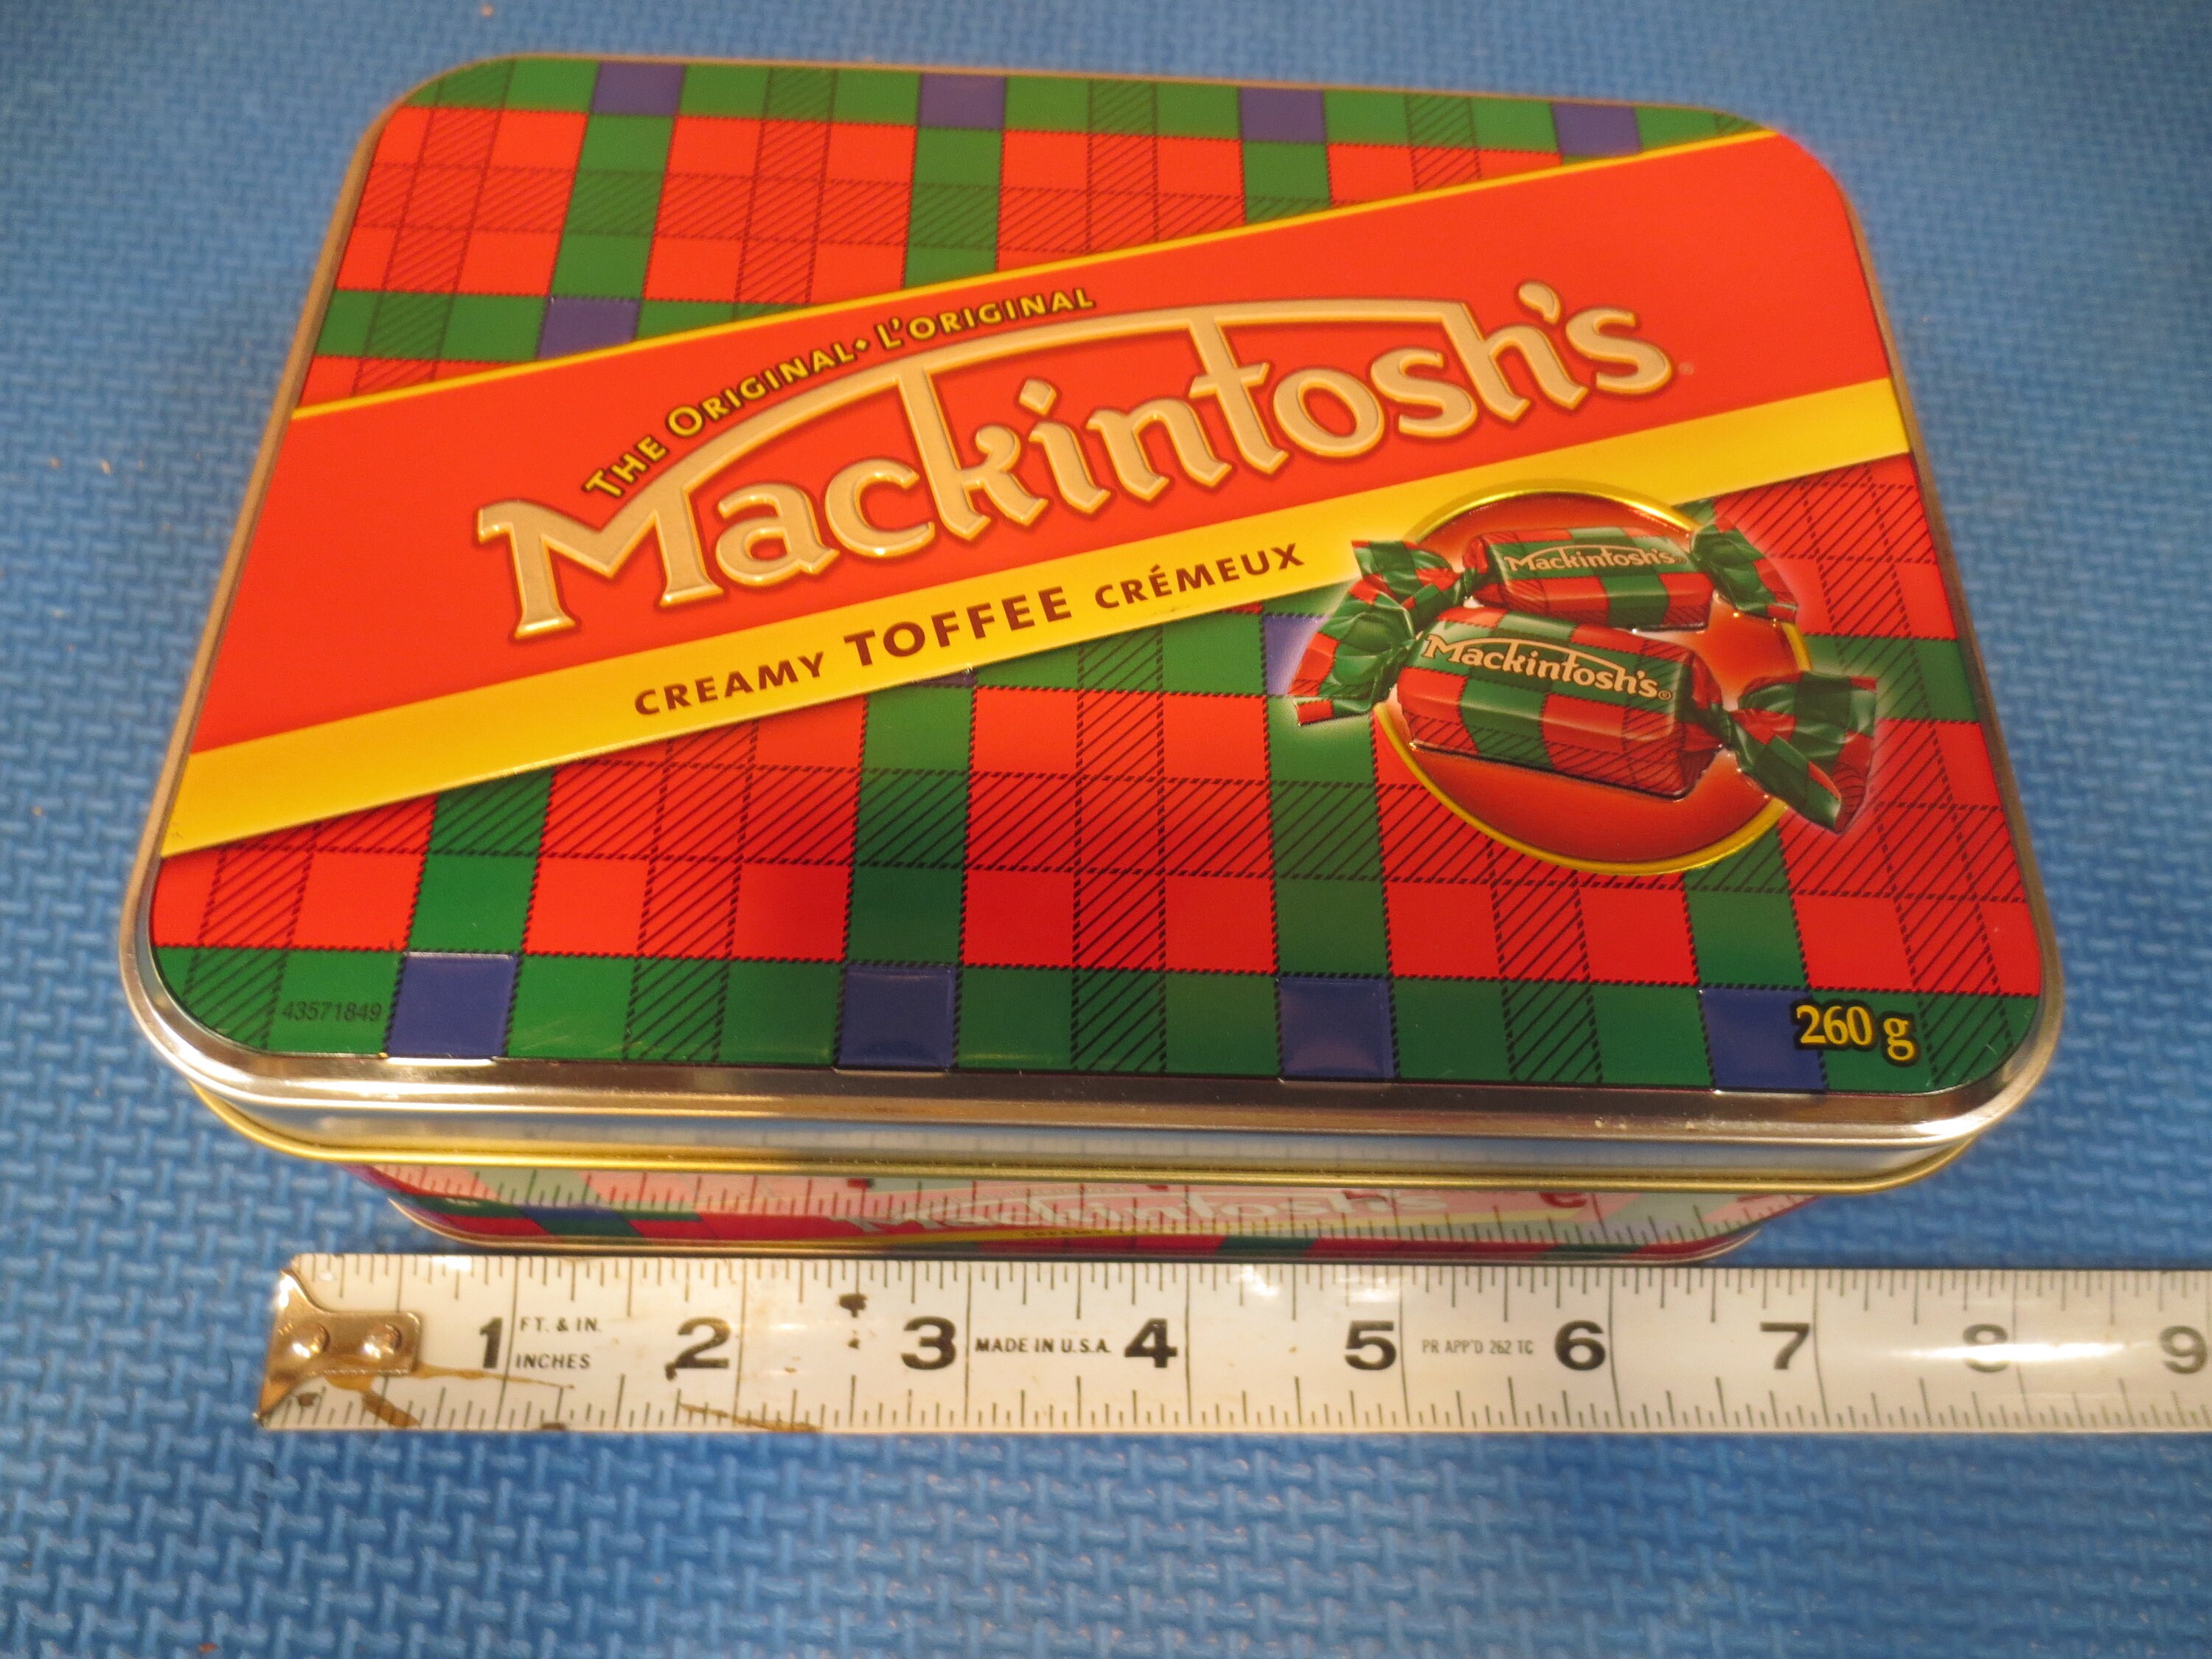 THE ORIGINAL • L'ORIGINAL
Mackintosh's
CREAMY TOFFEE CRÉMEUX
Mackintosh's
Mackintosh's®
43571849
260 g
Mackintosh's
1 FT. & IN. 2 3 MADE IN U.S.A. 4 5 PR APP'D 262 TC 6 7 8 9
INCHES